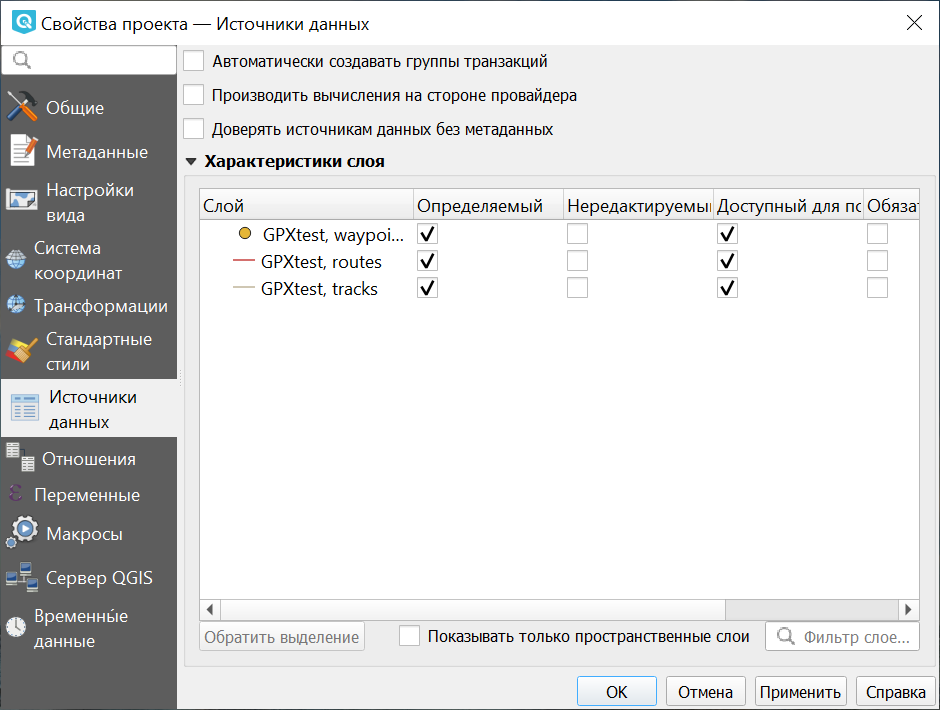 Свойства проекта — Источники данных
Общие
Метаданные
Настройки
вида
Система
координат
Трансформации
Стандартные
стили
Источники
данных
Отношения
Переменные
Макросы
Сервер QGIS
Временны́е
данные
Автоматически создавать группы транзакций
Производить вычисления на стороне провайдера
Доверять источникам данных без метаданных
Характеристики слоя
Слой Определяемый Нередактируемы Доступный для по Обязат
GPXtest, waypoi...
GPXtest, routes
GPXtest, tracks
Обратить выделение Показывать только пространственные слои Фильтр слое...
OK Отмена Применить Справка